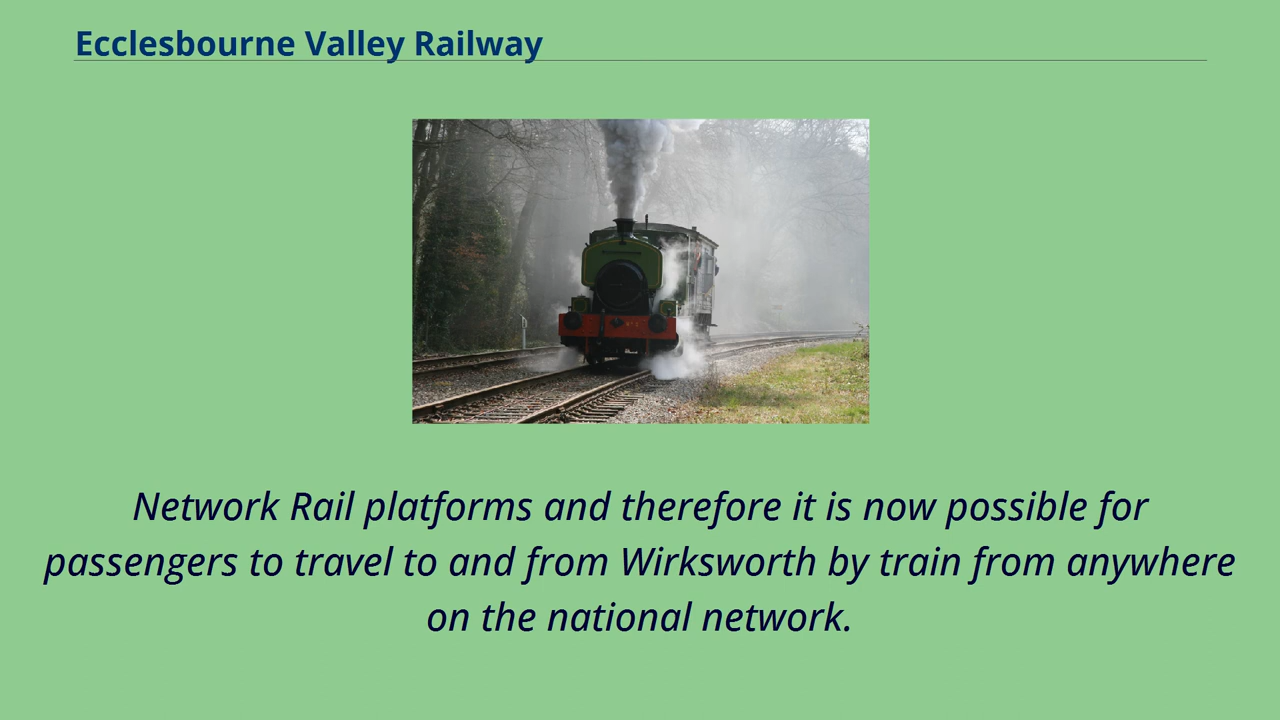 Ecclesbourne Valley Railway
Network Rail platforms and therefore it is now possible for
passengers to travel to and from Wirksworth by train from anywhere
on the national network.